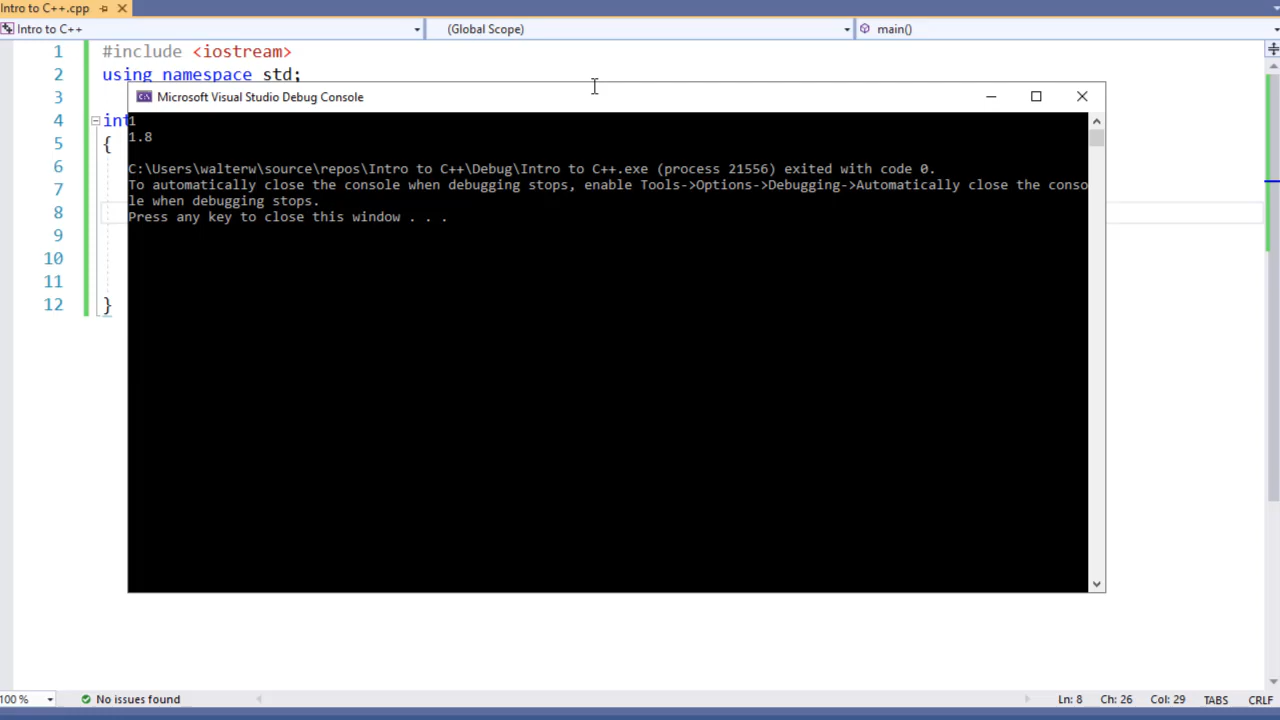 Intro to C++.cpp
Intro to C++ (Global Scope) main()
1 #include <iostream>
2 using namespace std;
3
Microsoft Visual Studio Debug Console
4 int
1
5 {
1.8
6
C:\Users\walterw\source\repos\Intro to C++\Debug\Intro to C++.exe (process 21556) exited with code 0.
7
To automatically close the console when debugging stops, enable Tools->Options->Debugging->Automatically close the conso
le when debugging stops.
8
Press any key to close this window . . .
9
10
11
12 }
100 % No issues found Ln: 8 Ch: 26 Col: 29 TABS CRLF